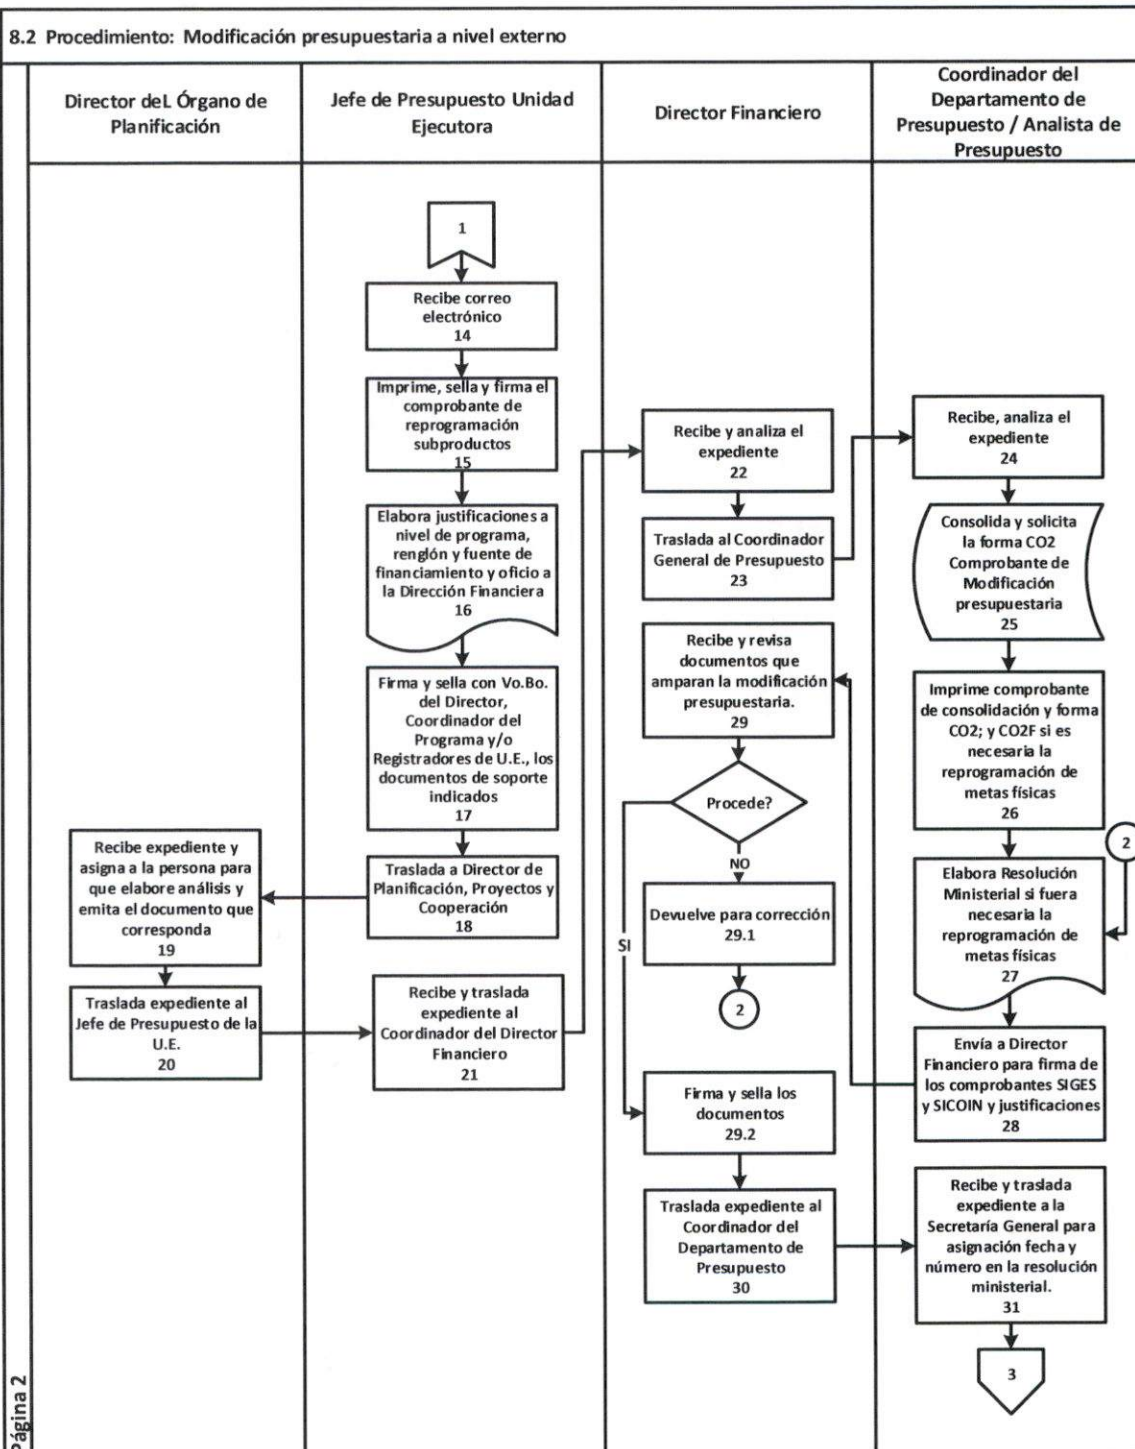 8.2 Procedimiento: Modificación presupuestaria a nivel externo
Director deL Órgano de
Planificación
Jefe de Presupuesto Unidad
Ejecutora
Director Financiero
Coordinador del
Departamento de
Presupuesto / Analista de
Presupuesto
1
Recibe correo
electrónico
14
Imprime, sella y firma el
comprobante de
reprogramación
subproductos
15
Elabora justificaciones a
nivel de programa,
renglón y fuente de
financiamiento y oficio a
la Dirección Financiera
16
Firma y sella con Vo.Bo.
del Director,
Coordinador del
Programa y/o
Registradores de U.E., los
documentos de soporte
indicados
17
Traslada a Director de
Planificación, Proyectos y
Cooperación
18
Recibe expediente y
asigna a la persona para
que elabore análisis y
emita el documento que
corresponda
19
Traslada expediente al
Jefe de Presupuesto de la
U.E.
20
Recibe y traslada
expediente al
Coordinador del Director
Financiero
21
Recibe y analiza el
expediente
22
Traslada al Coordinador
General de Presupuesto
23
Recibe, analiza el
expediente
24
Consolida y solicita
la forma CO2
Comprobante de
Modificación
presupuestaria
25
Imprime comprobante
de consolidación y forma
CO2; y CO2F si es
necesaria la
reprogramación de
metas físicas
26
2
Elabora Resolución
Ministerial si fuera
necesaria la
reprogramación de
metas físicas
27
Envía a Director
Financiero para firma de
los comprobantes SIGES
y SICOIN y justificaciones
28
Recibe y revisa
documentos que
amparan la modificación
presupuestaria.
29
Procede?
NO
SI
Devuelve para corrección
29.1
2
Firma y sella los
documentos
29.2
Traslada expediente al
Coordinador del
Departamento de
Presupuesto
30
Recibe y traslada
expediente a la
Secretaría General para
asignación fecha y
número en la resolución
ministerial.
31
3
Página 2